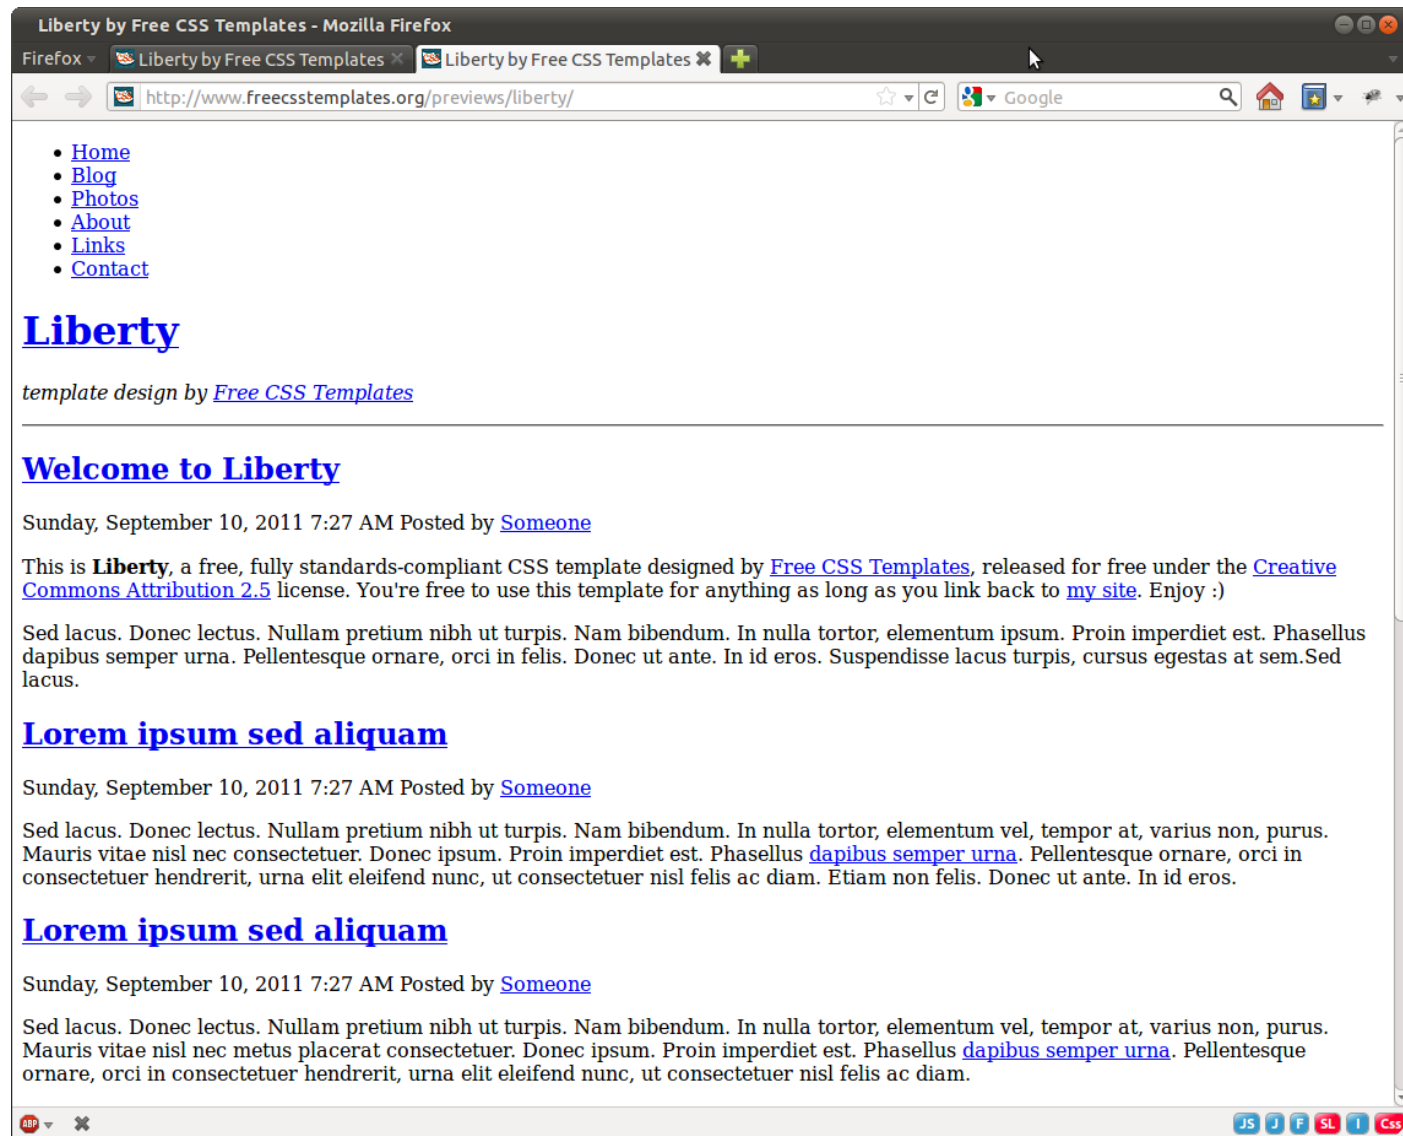 Liberty by Free CSS Templates - Mozilla Firefox
Firefox Liberty by Free CSS Templates Liberty by Free CSS Templates
http://www.freecsstemplates.org/previews/liberty/ Google
Home
Blog
Photos
About
Links
Contact
Liberty
template design by Free CSS Templates
Welcome to Liberty
Sunday, September 10, 2011 7:27 AM Posted by Someone
This is Liberty, a free, fully standards-compliant CSS template designed by Free CSS Templates, released for free under the Creative
Commons Attribution 2.5 license. You're free to use this template for anything as long as you link back to my site. Enjoy :)
Sed lacus. Donec lectus. Nullam pretium nibh ut turpis. Nam bibendum. In nulla tortor, elementum ipsum. Proin imperdiet est. Phasellus
dapibus semper urna. Pellentesque ornare, orci in felis. Donec ut ante. In id eros. Suspendisse lacus turpis, cursus egestas at sem.Sed
lacus.
Lorem ipsum sed aliquam
Sunday, September 10, 2011 7:27 AM Posted by Someone
Sed lacus. Donec lectus. Nullam pretium nibh ut turpis. Nam bibendum. In nulla tortor, elementum vel, tempor at, varius non, purus.
Mauris vitae nisl nec consectetuer. Donec ipsum. Proin imperdiet est. Phasellus dapibus semper urna. Pellentesque ornare, orci in
consectetuer hendrerit, urna elit eleifend nunc, ut consectetuer nisl felis ac diam. Etiam non felis. Donec ut ante. In id eros.
Lorem ipsum sed aliquam
Sunday, September 10, 2011 7:27 AM Posted by Someone
Sed lacus. Donec lectus. Nullam pretium nibh ut turpis. Nam bibendum. In nulla tortor, elementum vel, tempor at, varius non, purus.
Mauris vitae nisl nec metus placerat consectetuer. Donec ipsum. Proin imperdiet est. Phasellus dapibus semper urna. Pellentesque
ornare, orci in consectetuer hendrerit, urna elit eleifend nunc, ut consectetuer nisl felis ac diam.
ABP JS J F SL I Css